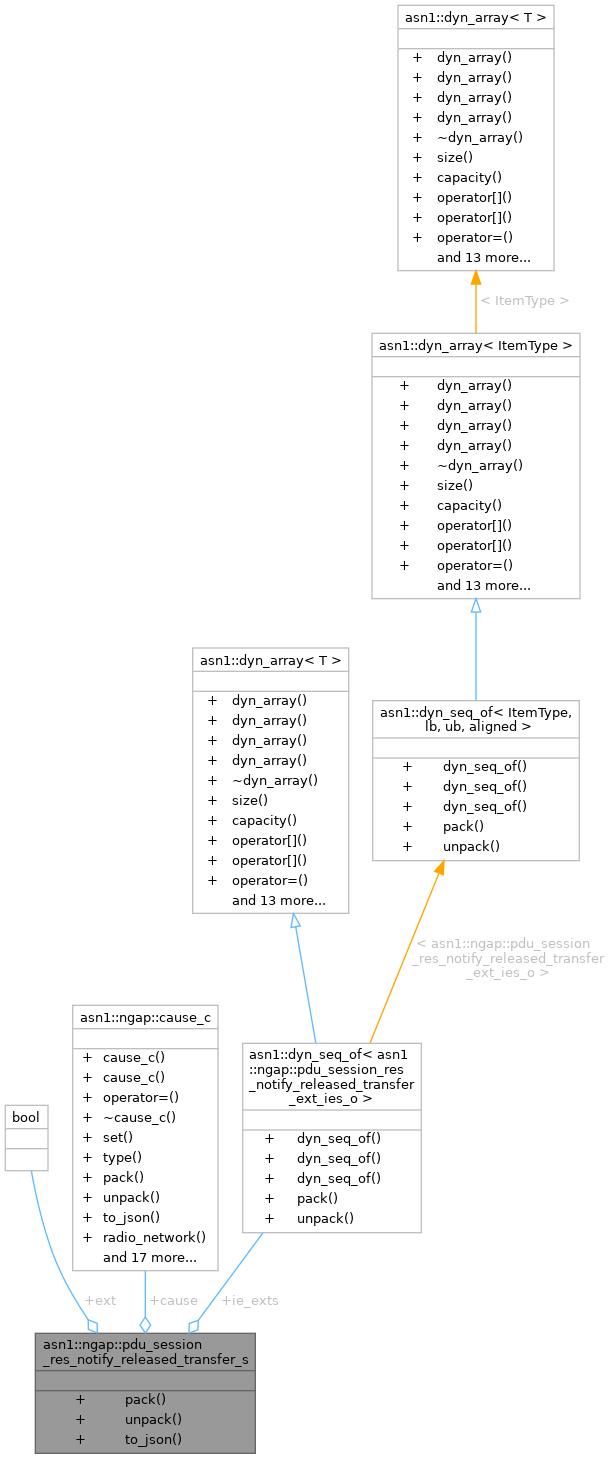 asn1::dyn_array< T >
+ dyn_array()
+ dyn_array()
+ dyn_array()
+ dyn_array()
+ ~dyn_array()
+ size()
+ capacity()
+ operator[]()
+ operator[]()
+ operator=()
and 13 more...
< ItemType >
asn1::dyn_array< ItemType >
+ dyn_array()
+ dyn_array()
+ dyn_array()
+ dyn_array()
+ ~dyn_array()
+ size()
+ capacity()
+ operator[]()
+ operator[]()
+ operator=()
and 13 more...
asn1::dyn_array< T >
+ dyn_array()
+ dyn_array()
+ dyn_array()
+ dyn_array()
+ ~dyn_array()
+ size()
+ capacity()
+ operator[]()
+ operator[]()
+ operator=()
and 13 more...
asn1::dyn_seq_of< ItemType,
lb, ub, aligned >
+ dyn_seq_of()
+ dyn_seq_of()
+ dyn_seq_of()
+ pack()
+ unpack()
< asn1::ngap::pdu_session
_res_notify_released_transfer
_ext_ies_o >
asn1::ngap::cause_c
+ cause_c()
+ cause_c()
+ operator=()
+ ~cause_c()
+ set()
+ type()
+ pack()
+ unpack()
+ to_json()
+ radio_network()
and 17 more...
asn1::dyn_seq_of< asn1
::ngap::pdu_session_res
_notify_released_transfer
_ext_ies_o >
+ dyn_seq_of()
+ dyn_seq_of()
+ dyn_seq_of()
+ pack()
+ unpack()
bool
+ext
+cause
+ie_exts
asn1::ngap::pdu_session
_res_notify_released_transfer_s
+ pack()
+ unpack()
+ to_json()